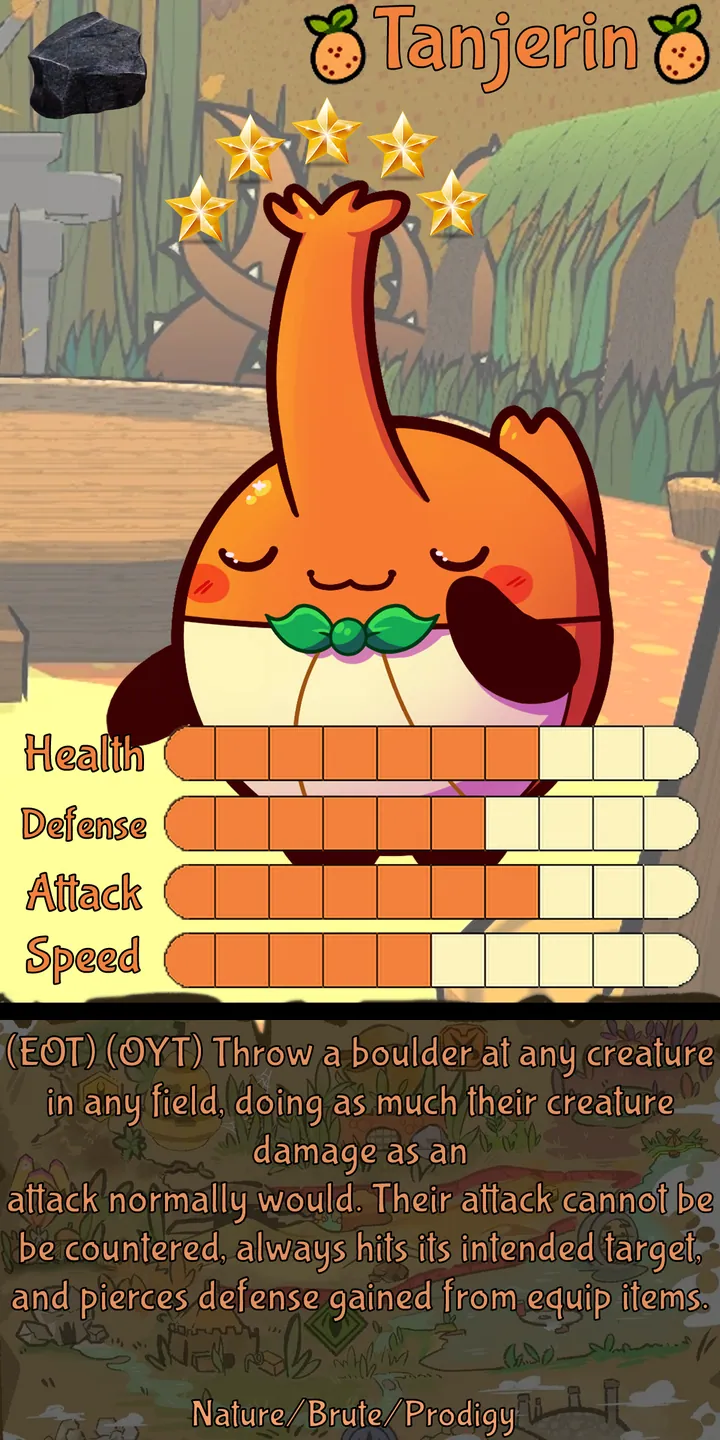 Tanjerin
Health
Defense
Attack
Speed
(EOT) (OYT) Throw a boulder at any creature
in any field, doing as much their creature
damage as an
attack normally would. Their attack cannot be
be countered, always hits its intended target,
and pierces defense gained from equip items.
Nature/Brute/Prodigy